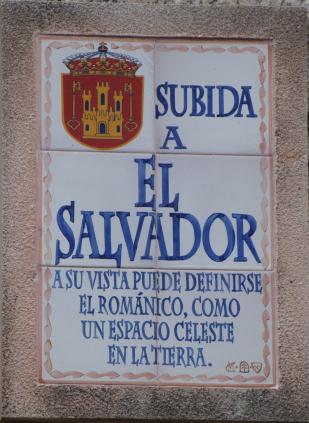 SUBIDA
A
EL
SALVADOR
A SU VISTA PUEDE DEFINIRSE
EL ROMÁNICO, COMO
UN ESPACIO CELESTE
EN LA TIERRA.